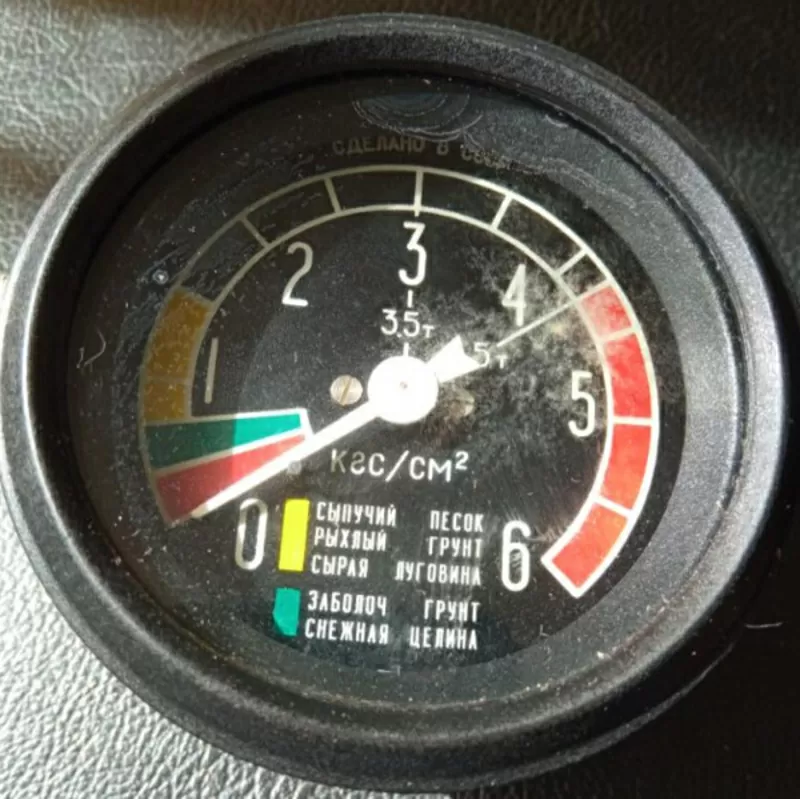 СДЕЛАНО В СССР
3
2
4
3.5т
5т
1
5
кгс/см²
0
6
СЫПУЧИЙ ПЕСОК
РЫХЛЫЙ ГРУНТ
СЫРАЯ ЛУГОВИНА
ЗАБОЛОЧ ГРУНТ
СНЕЖНАЯ ЦЕЛИНА